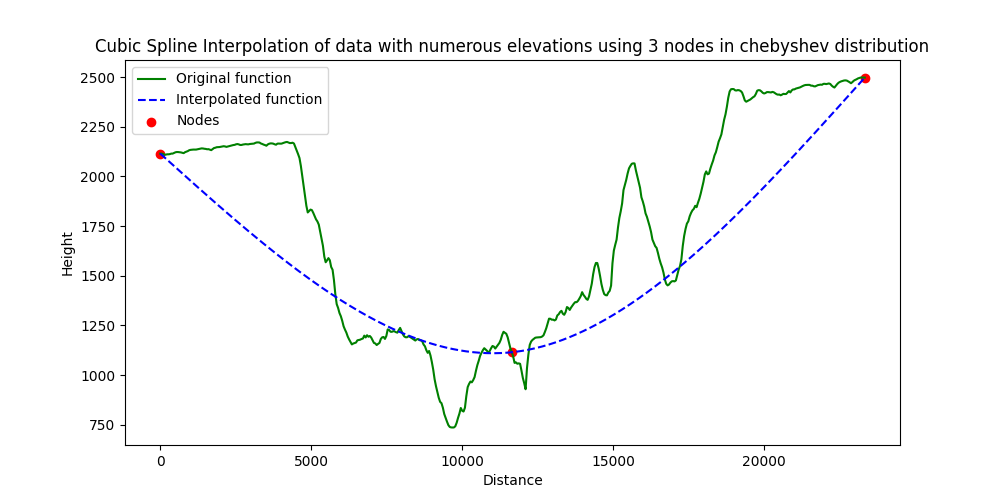 Cubic Spline Interpolation of data with numerous elevations using 3 nodes in chebyshev distribution
Original function
Interpolated function
Nodes
2500
2250
2000
1750
1500
1250
1000
750
Height
0
5000
10000
15000
20000
Distance